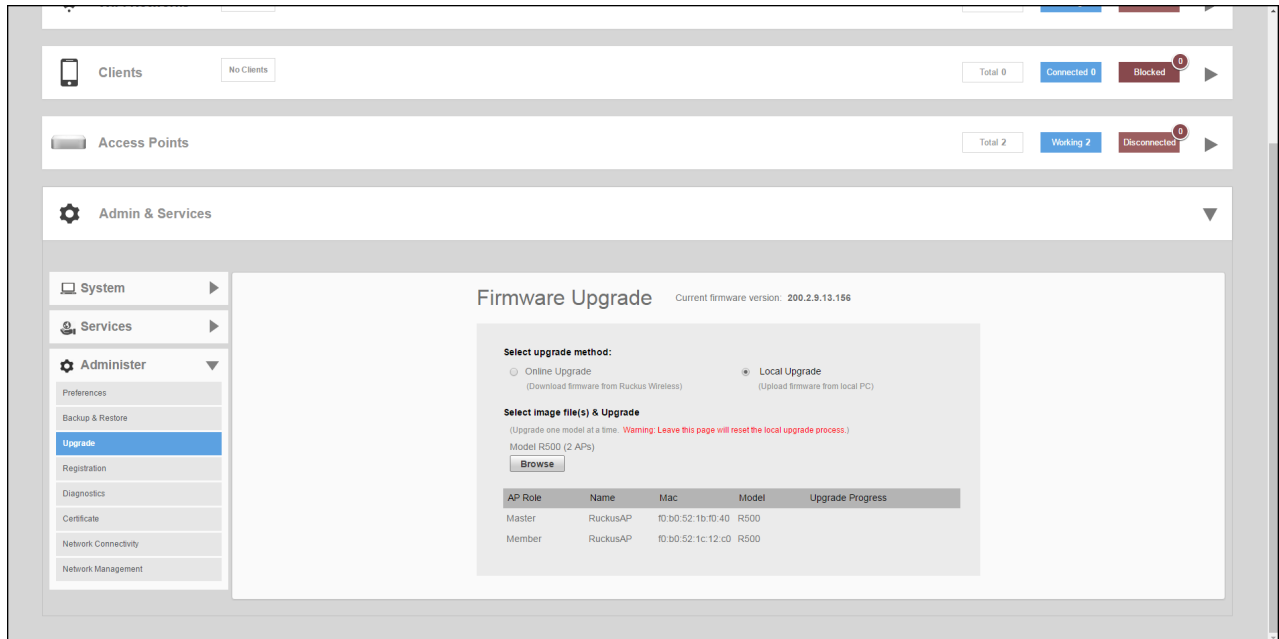 Clients
No Clients
Total 0
Connected 0
Blocked
0
Access Points
Total 2
Working 2
Disconnected
0
Admin & Services
System
Services
Administer
Preferences
Backup & Restore
Upgrade
Registration
Diagnostics
Certificate
Network Connectivity
Network Management
Firmware Upgrade Current firmware version: 200.2.9.13.156
Select upgrade method:
Online Upgrade
(Download firmware from Ruckus Wireless)
Local Upgrade
(Upload firmware from local PC)
Select image file(s) & Upgrade
(Upgrade one model at a time. Warning: Leave this page will reset the local upgrade process.)
Model R500 (2 APs)
Browse
AP Role Name Mac Model Upgrade Progress
Master RuckusAP f0:b0:52:1b:f0:40 R500
Member RuckusAP f0:b0:52:1c:12:c0 R500